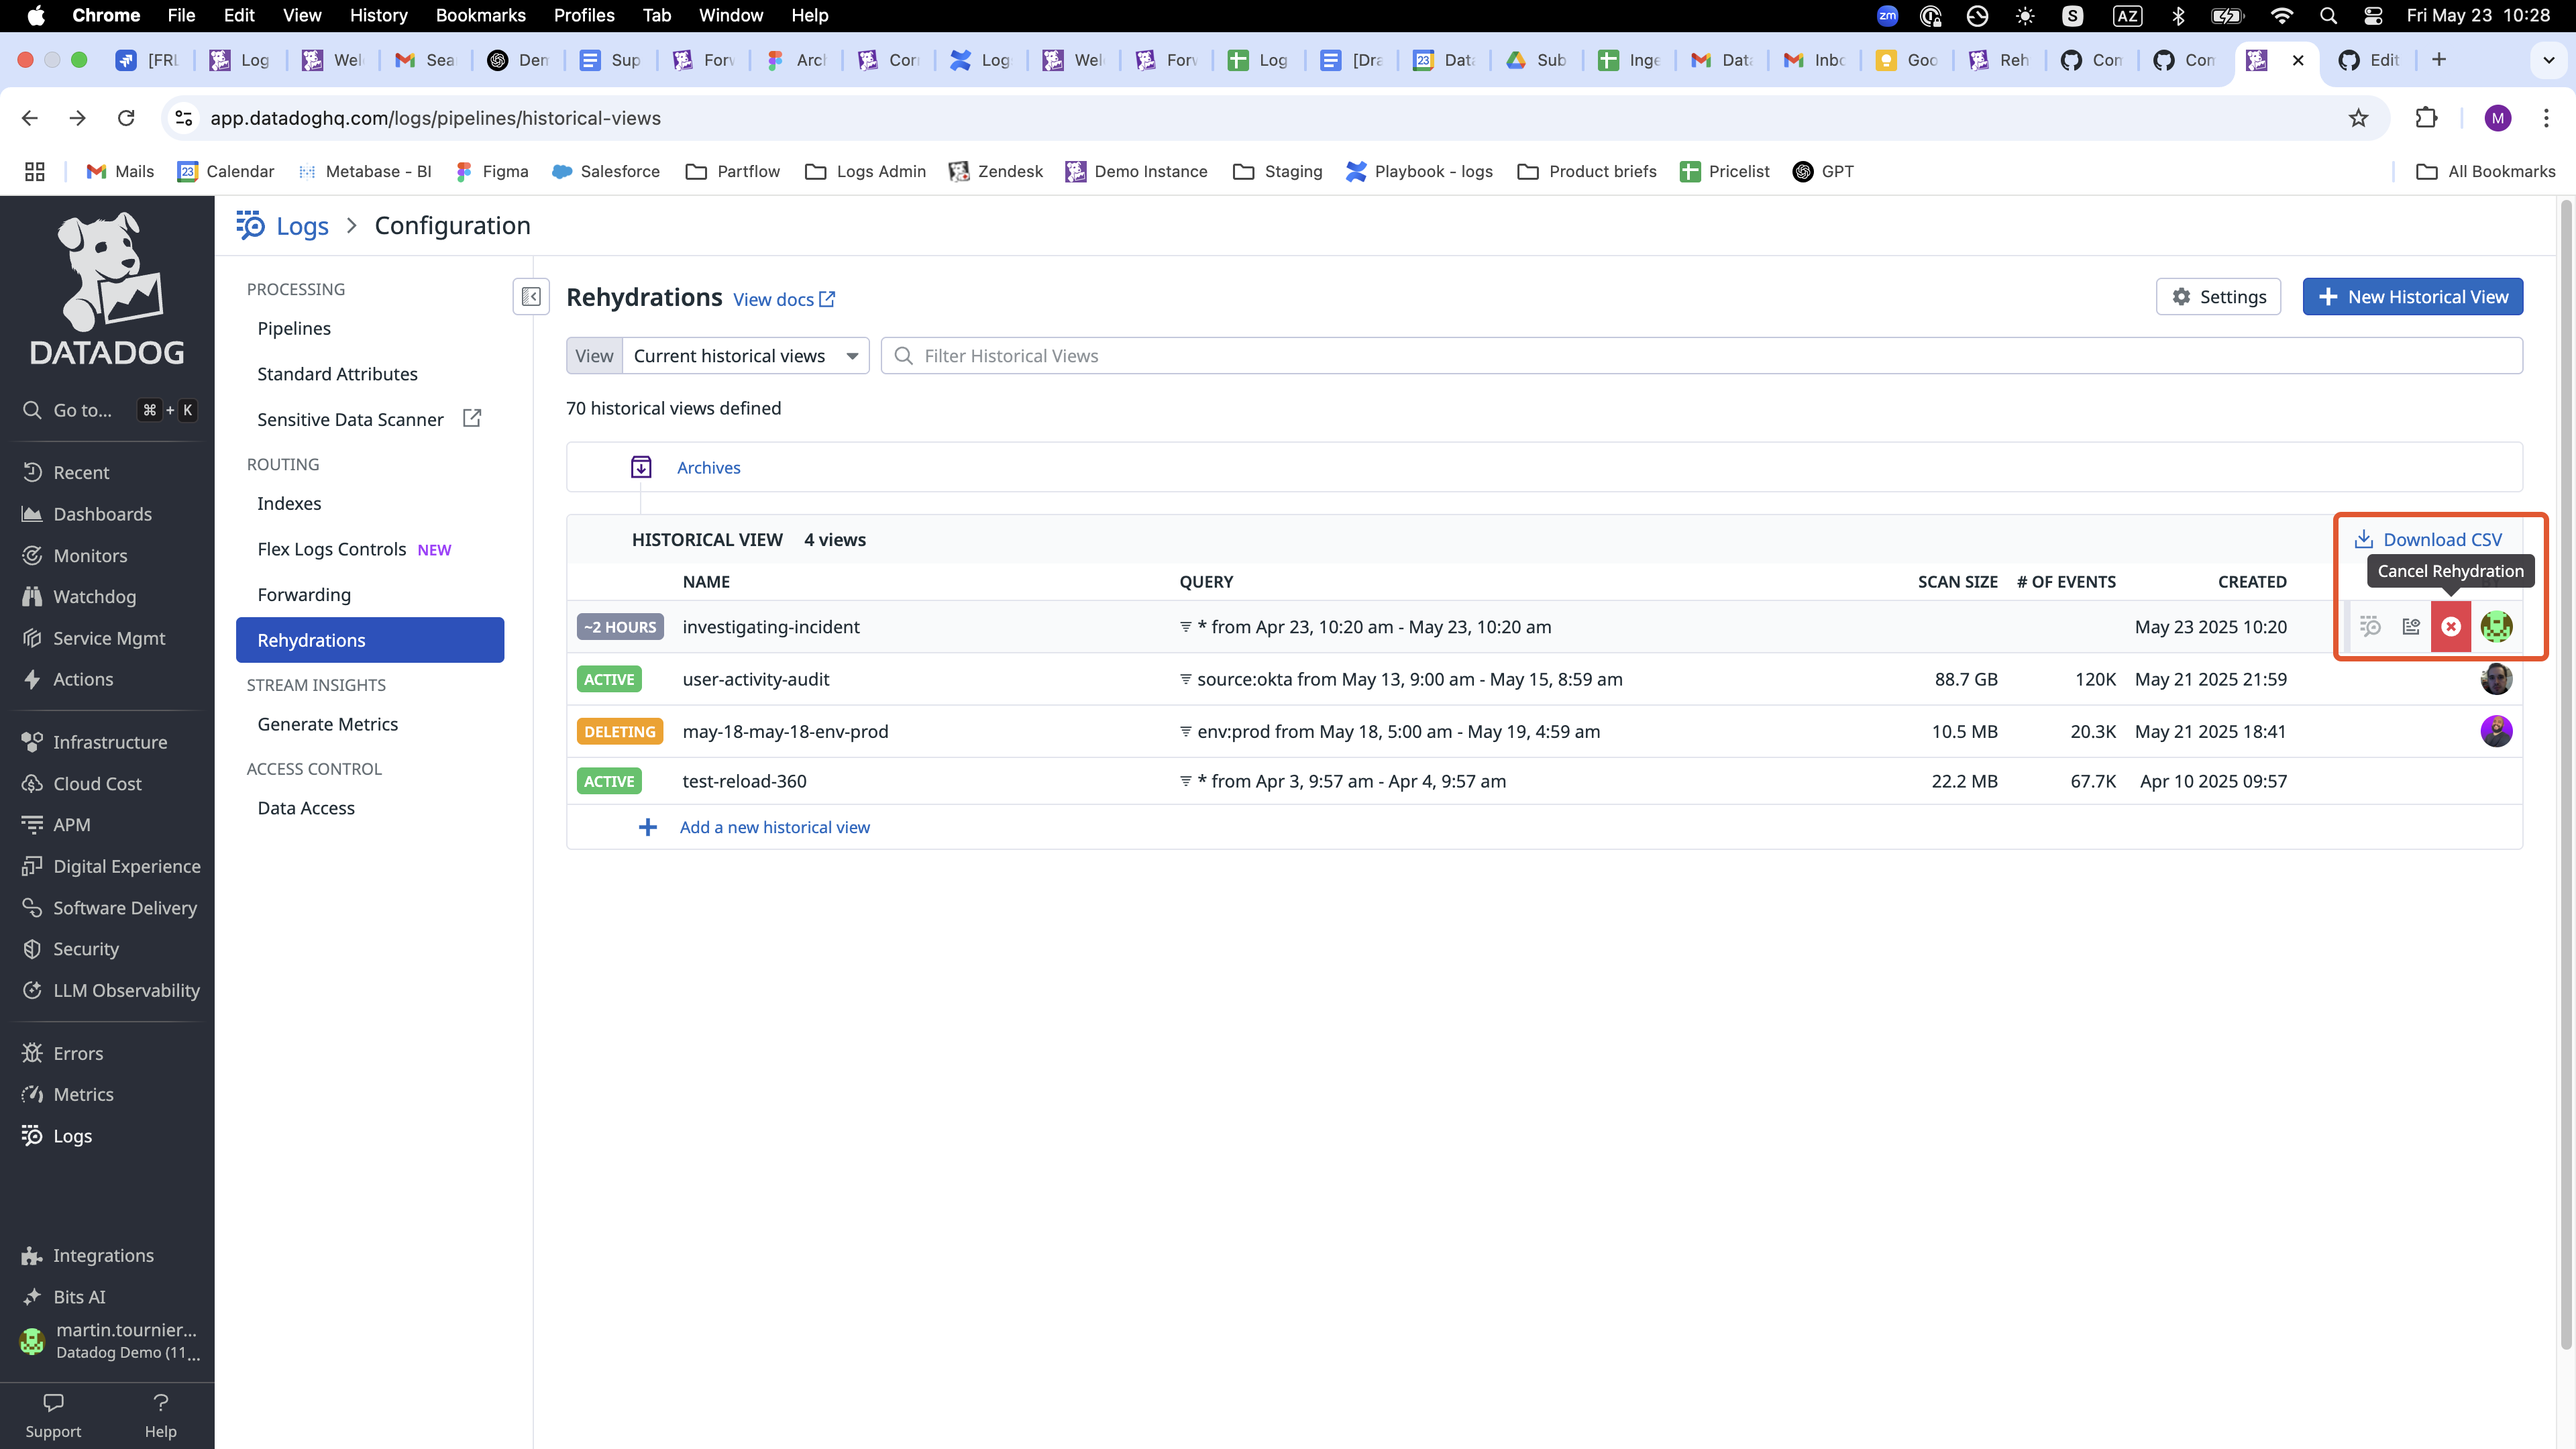 Chrome File Edit View History Bookmarks Profiles Tab Window Help zm S AZ Fri May 23 10:28
[FRL Log Wel Sea Den Sup Forw Arch Cor Log Wel Forw Log [Dra 23 Data Sub Inge Data Inbo Goo Reh Con Con Edit
app.datadoghq.com/logs/pipelines/historical-views M
Mails 23 Calendar Metabase - BI Figma Salesforce Partflow Logs Admin Zendesk Demo Instance Staging Playbook - logs Product briefs Pricelist GPT All Bookmarks
DATADOG
Go to... ⌘ + K
Recent
Dashboards
Monitors
Watchdog
Service Mgmt
Actions
Infrastructure
Cloud Cost
APM
Digital Experience
Software Delivery
Security
LLM Observability
Errors
Metrics
Logs
Integrations
Bits AI
martin.tournier...
Datadog Demo (11...
Support Help
Logs > Configuration
PROCESSING
Pipelines
Standard Attributes
Sensitive Data Scanner
ROUTING
Indexes
Flex Logs Controls NEW
Forwarding
Rehydrations
STREAM INSIGHTS
Generate Metrics
ACCESS CONTROL
Data Access
Rehydrations View docs Settings + New Historical View
View Current historical views Filter Historical Views
70 historical views defined
Archives
HISTORICAL VIEW 4 views Download CSV
Cancel Rehydration
NAME QUERY SCAN SIZE # OF EVENTS CREATED
~2 HOURS investigating-incident * from Apr 23, 10:20 am - May 23, 10:20 am May 23 2025 10:20
ACTIVE user-activity-audit source:okta from May 13, 9:00 am - May 15, 8:59 am 88.7 GB 120K May 21 2025 21:59
DELETING may-18-may-18-env-prod env:prod from May 18, 5:00 am - May 19, 4:59 am 10.5 MB 20.3K May 21 2025 18:41
ACTIVE test-reload-360 * from Apr 3, 9:57 am - Apr 4, 9:57 am 22.2 MB 67.7K Apr 10 2025 09:57
+ Add a new historical view